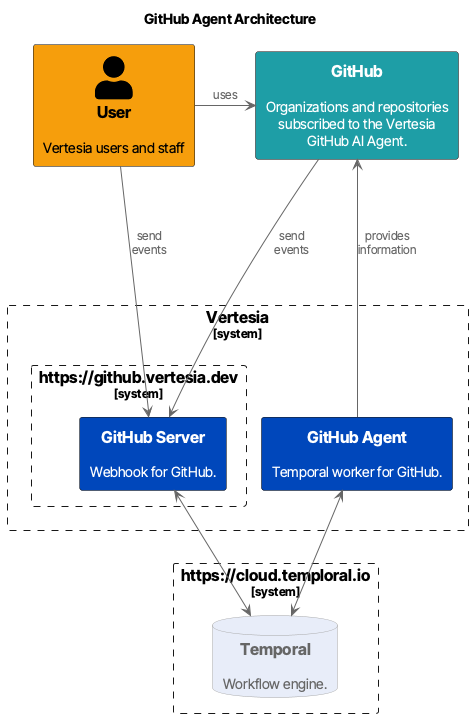 GitHub Agent Architecture
User
Vertesia users and staff
uses
GitHub
Organizations and repositories
subscribed to the Vertesia
GitHub AI Agent.
send
events
send
events
provides
information
Vertesia
[system]
https://github.vertesia.dev
[system]
GitHub Server
Webhook for GitHub.
GitHub Agent
Temporal worker for GitHub.
https://cloud.temploral.io
[system]
Temporal
Workflow engine.